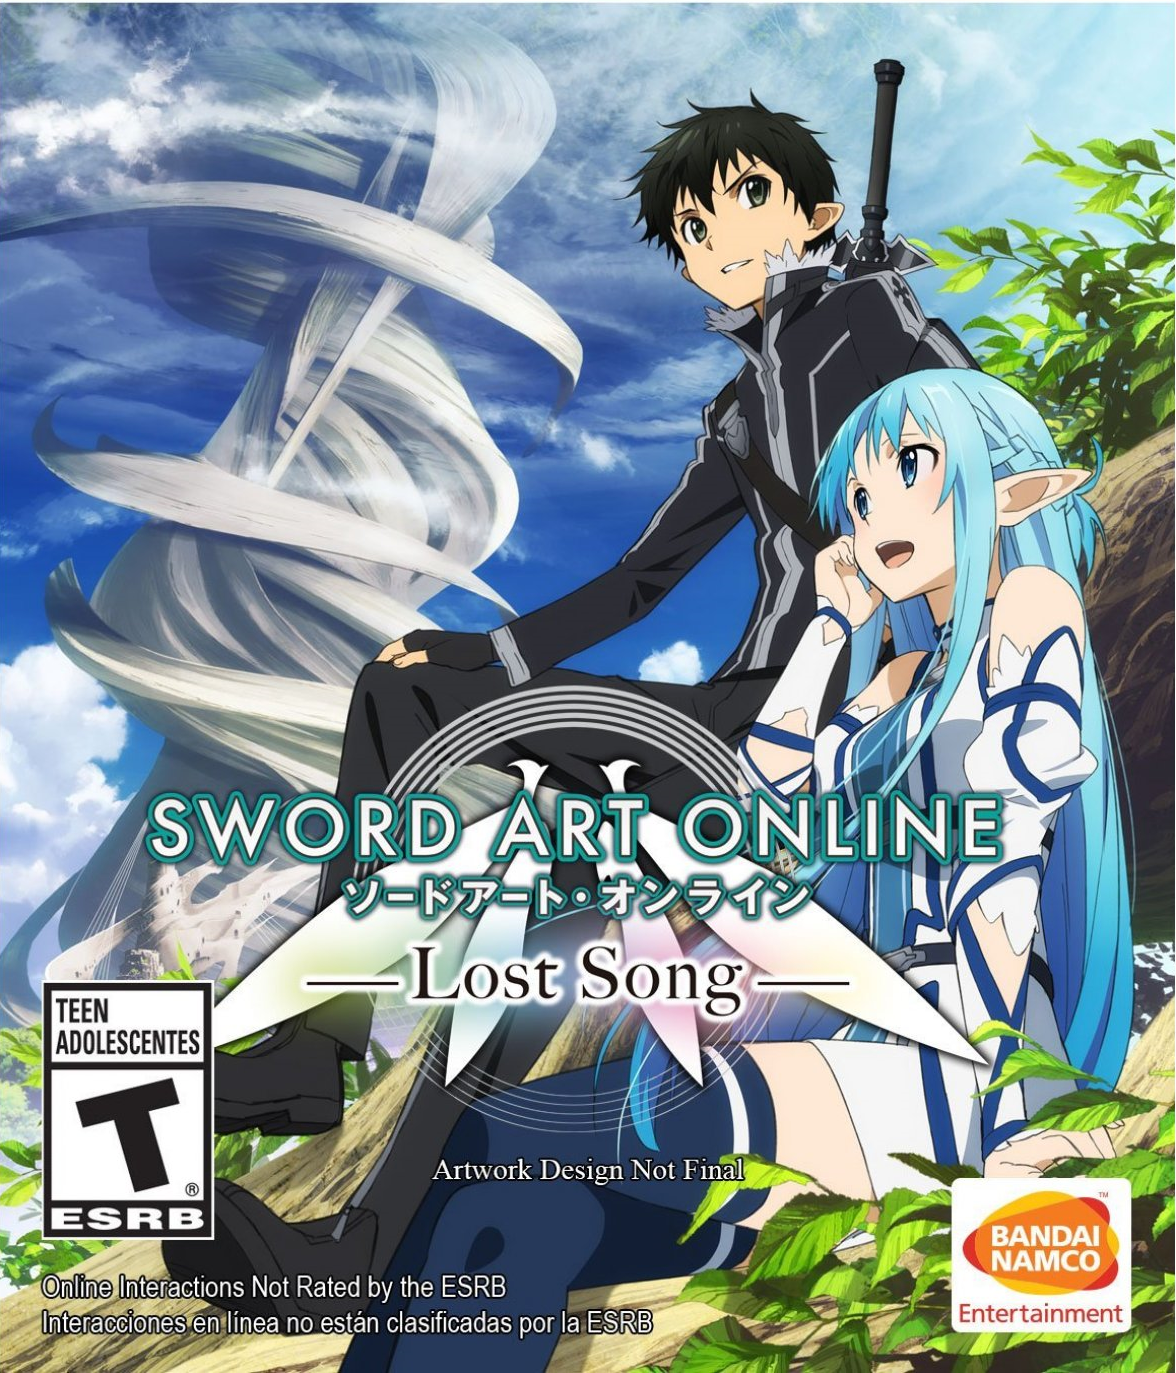 SWORD ART ONLINE
ソードアート・オンライン
Lost Song
TEEN
ADOLESCENTES
T
®
ESRB
Artwork Design Not Final
Online Interactions Not Rated by the ESRB
Interacciones en línea no están clasificadas por la ESRB
™
BANDAI
NAMCO
Entertainment